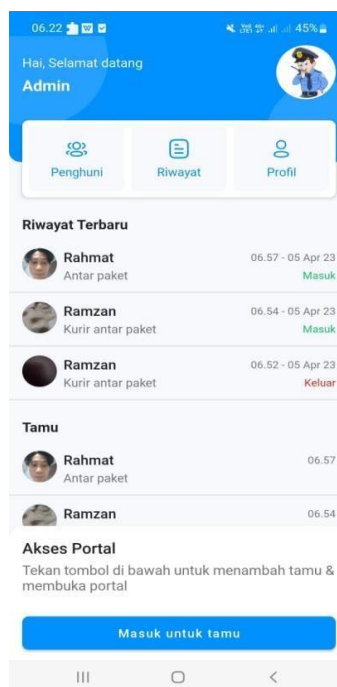 06.22 45%
Hai, Selamat datang
Admin
Penghuni Riwayat Profil
Riwayat Terbaru
Rahmat 06.57 - 05 Apr 23
Antar paket Masuk
Ramzan 06.54 - 05 Apr 23
Kurir antar paket Masuk
Ramzan 06.52 - 05 Apr 23
Kurir antar paket Keluar
Tamu
Rahmat 06.57
Antar paket
Ramzan 06.54
Akses Portal
Tekan tombol di bawah untuk menambah tamu &
membuka portal
Masuk untuk tamu